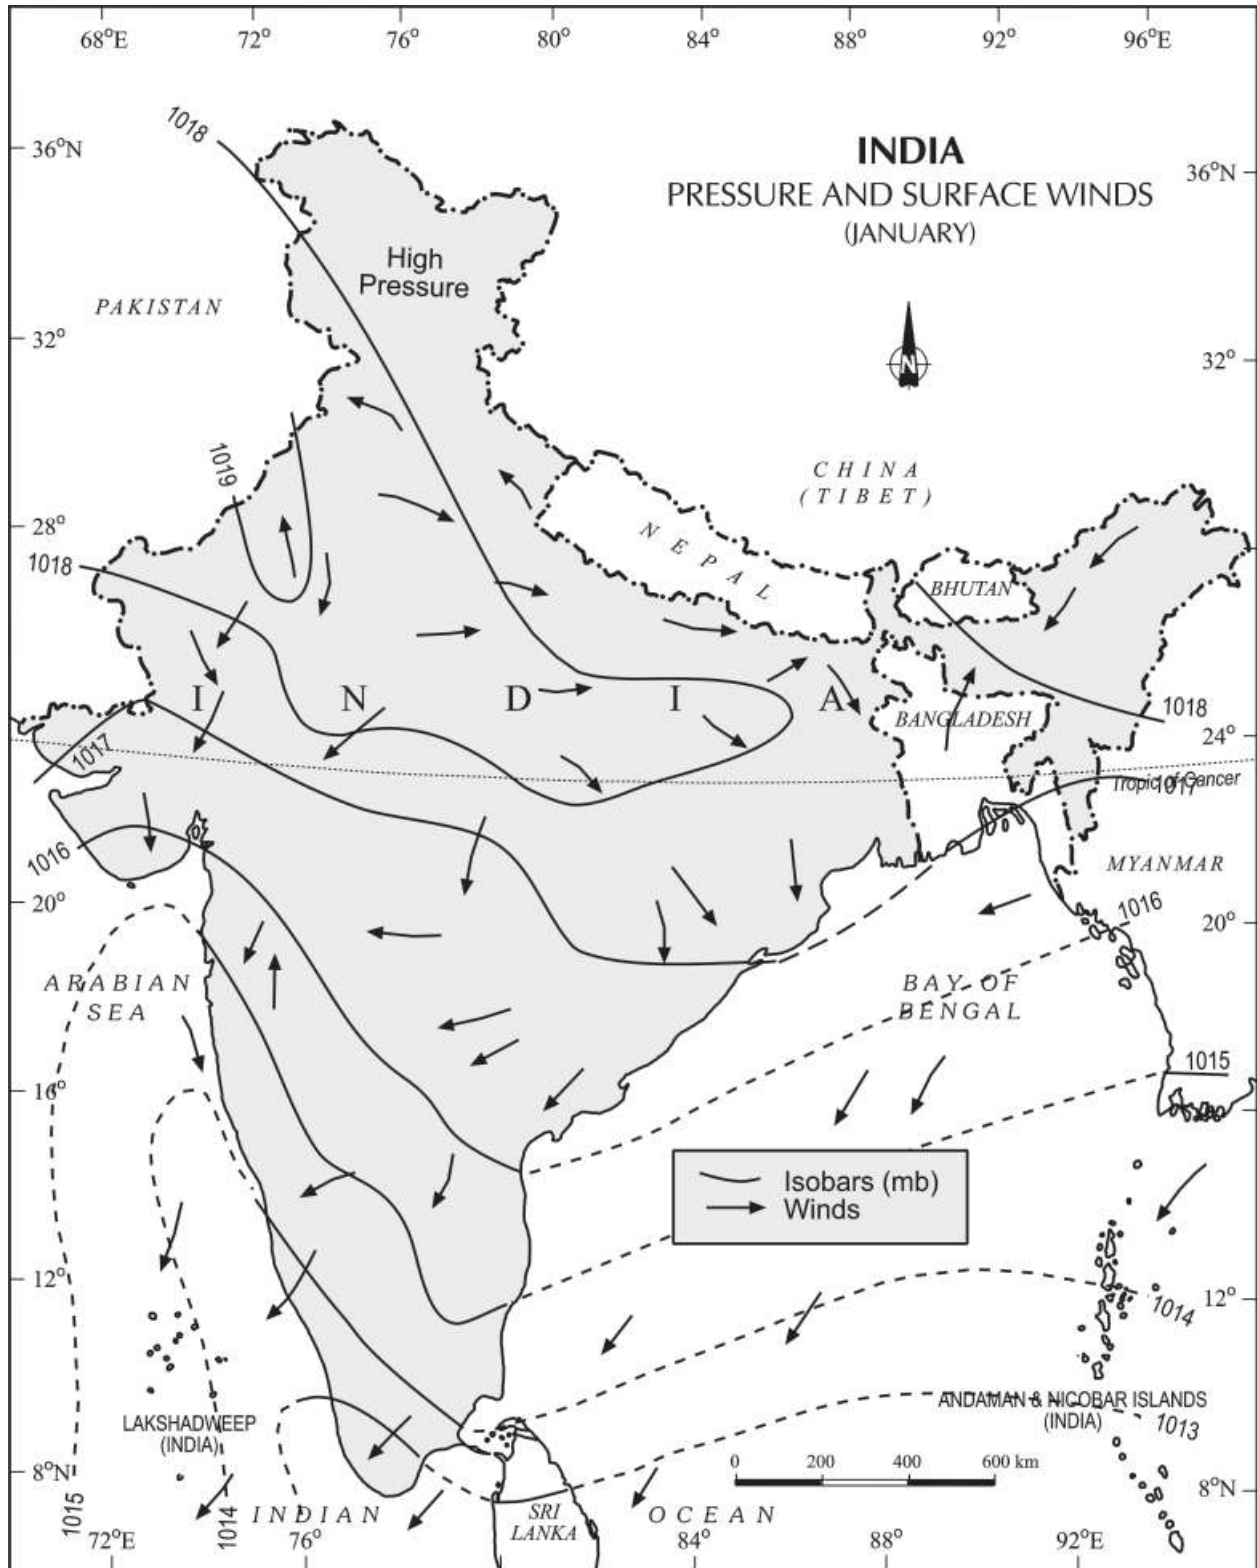 68°E 72° 76° 80° 84° 88° 92° 96°E
1018
36°N
INDIA
PRESSURE AND SURFACE WINDS
(JANUARY)
36°N
High
Pressure
PAKISTAN
32°
N
32°
1019
CHINA
(TIBET)
28°
NEPAL
1018
BHUTAN
I N D I A
1018
BANGLADESH
24°
1017
Tropic of Cancer
1017
1016
MYANMAR
20°
1016
20°
ARABIAN
SEA
BAY OF
BENGAL
1015
16°
Isobars (mb)
Winds
12°
1014
12°
LAKSHADWEEP
(INDIA)
ANDAMAN & NICOBAR ISLANDS
(INDIA)
1013
0 200 400 600 km
8°N
8°N
1015
1014
INDIAN
SRI
LANKA
OCEAN
72°E 76° 84° 88° 92°E